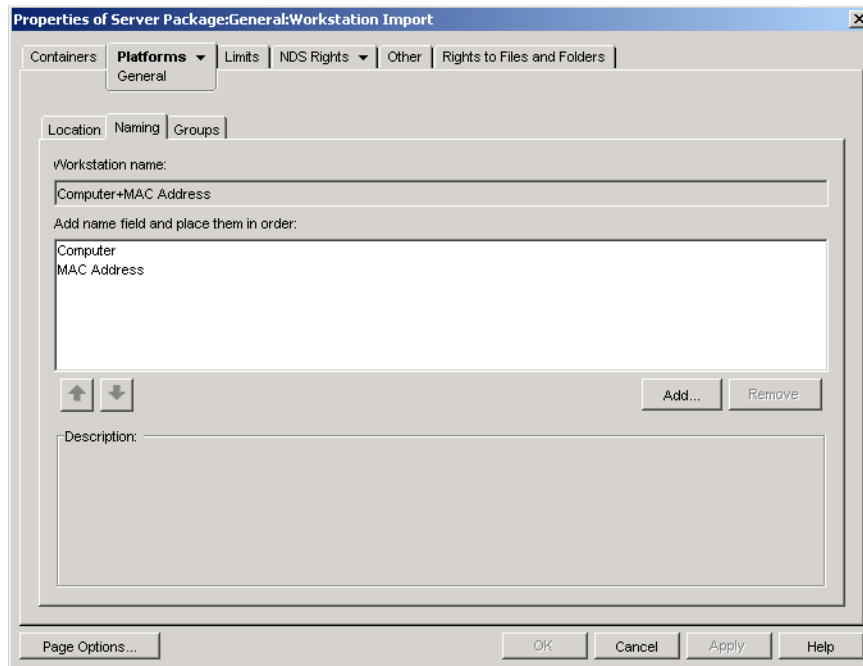 Properties of Server Package:General:Workstation Import
Containers Platforms Limits NDS Rights Other Rights to Files and Folders
General
Location Naming Groups
Workstation name:
Computer+MAC Address
Add name field and place them in order:
Computer
MAC Address
Add... Remove
Description:
Page Options... OK Cancel Apply Help